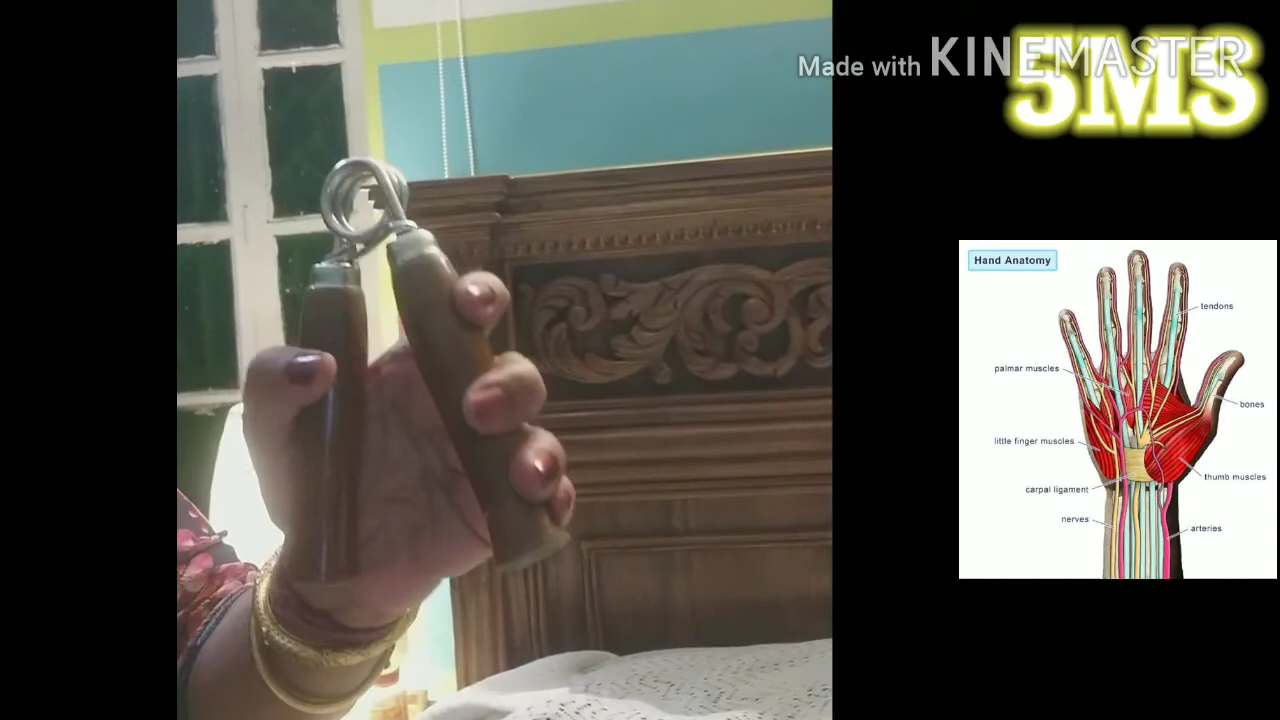 Made with KINEMASTER
5MS
Hand Anatomy
tendons
palmar muscles
bones
little finger muscles
thumb muscles
carpal ligament
nerves
arteries